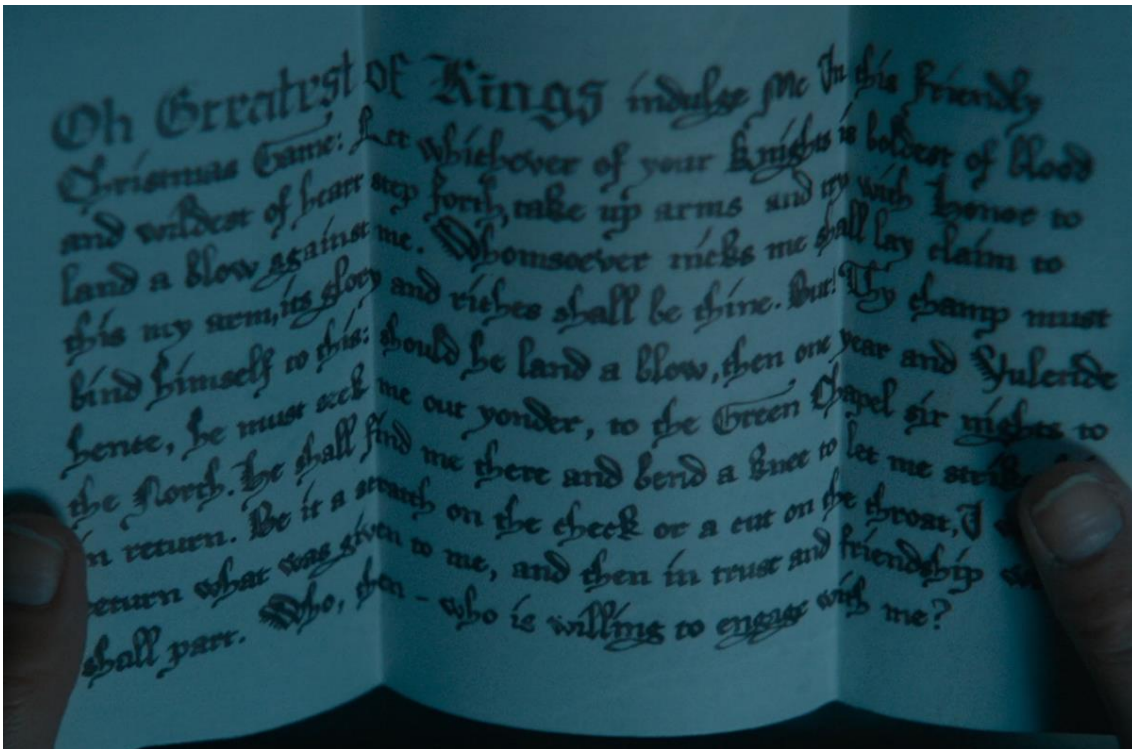 Oh Greatest of Kings indulge Me In this friendly
Christmas Game: Let whichever of your Knights is boldest of blood
and wildest of heart step forth, take up arms and try with Honor to
land a blow against me. Whomsoever nicks me shall lay claim to
this my arm, its glory and riches shall be thine. But! Thy champ must
bind himself to this: should he land a blow, then one year and Yuletide
hence, he must seek me out yonder, to the Green Chapel six nights to
the North. He shall find me there and bend a knee to let me strike
in return. Be it a scratch on the cheek or a cut on the throat, I
return what was given to me, and then in trust and friendship
shall part. Who, then - who is willing to engage with me?